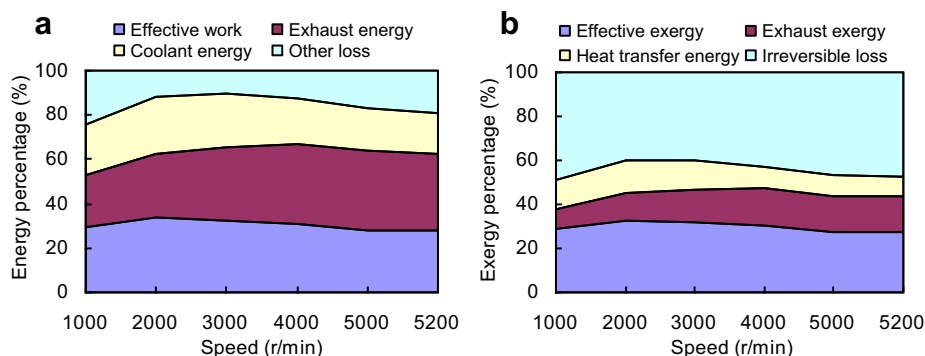 a
Effective work
Exhaust energy
Coolant energy
Other loss
Energy percentage (%)
100
80
60
40
20
0
1000 2000 3000 4000 5000 5200
Speed (r/min)
b
Effective exergy
Exhaust exergy
Heat transfer energy
Irreversible loss
Exergy percentage (%)
100
80
60
40
20
0
1000 2000 3000 4000 5000 5200
Speed (r/min)